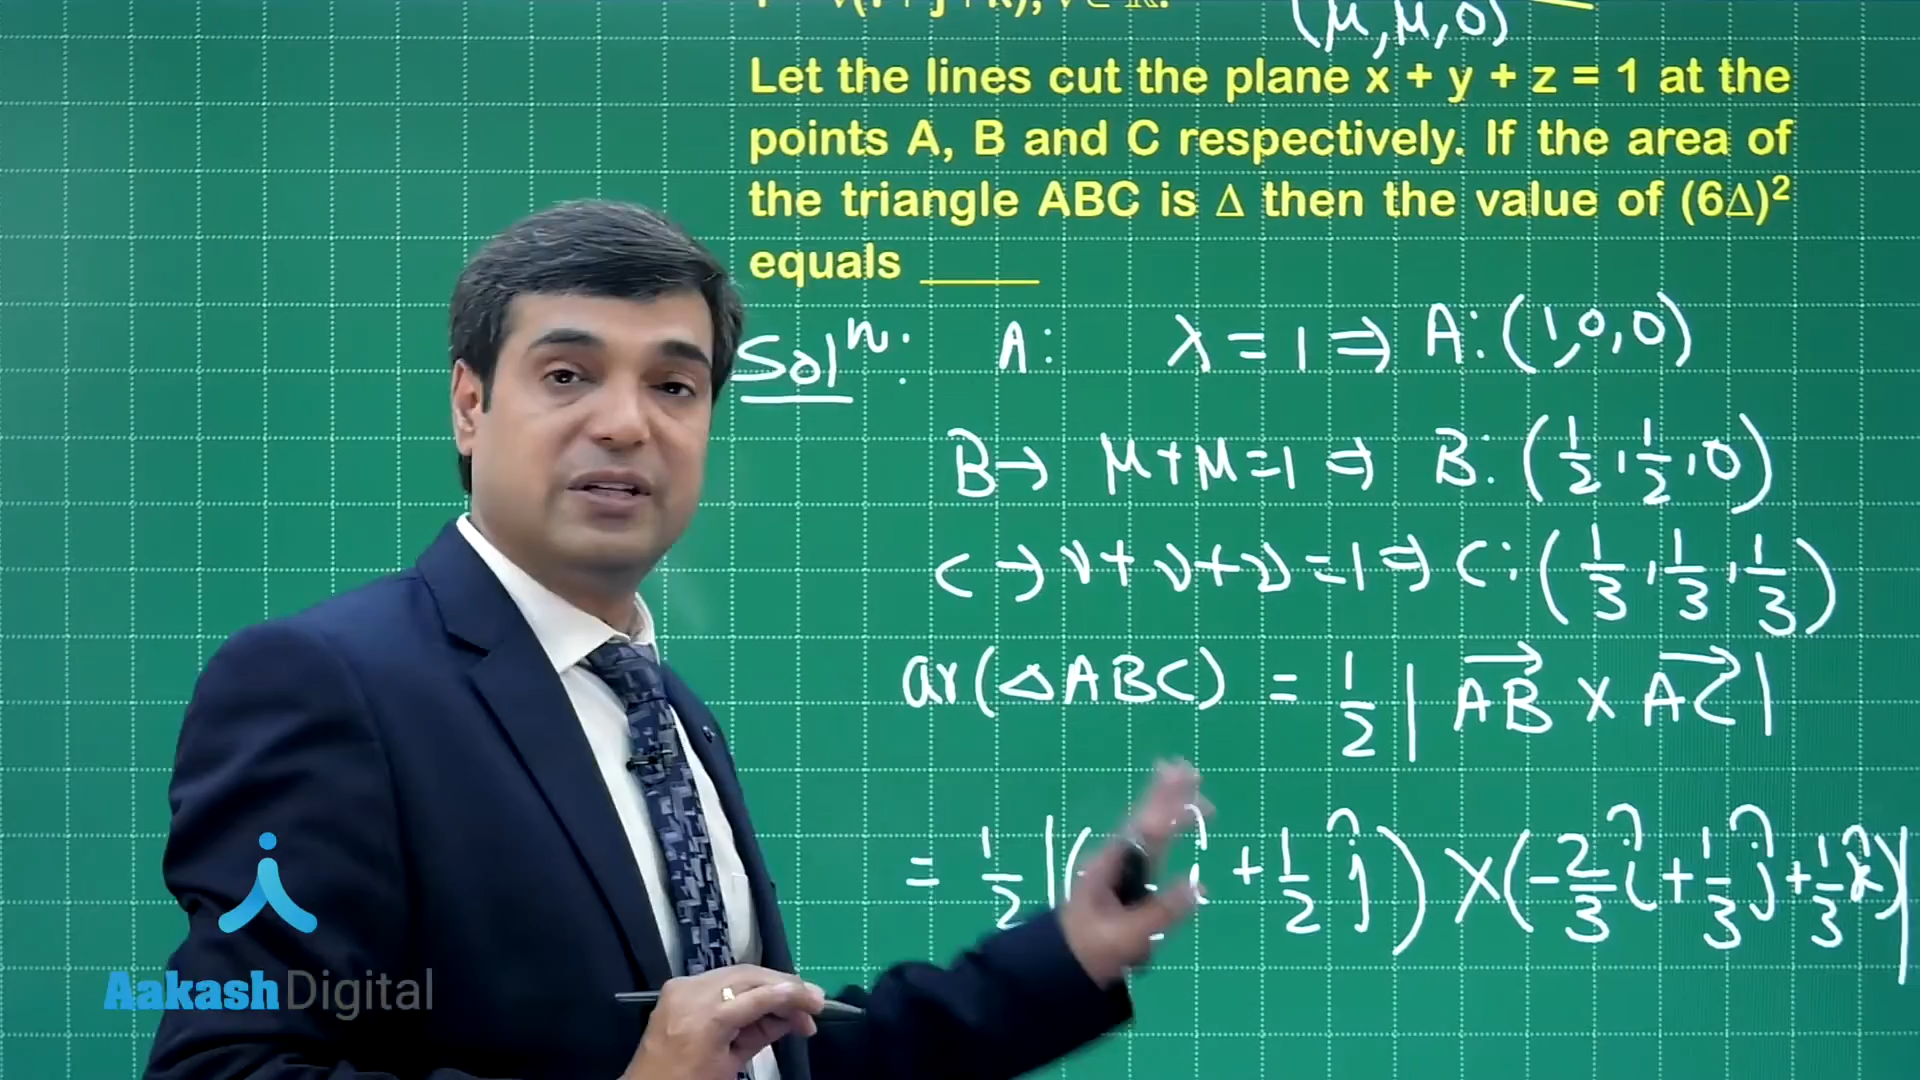 (μ, μ, 0)
Let the lines cut the plane x + y + z = 1 at the
points A, B and C respectively. If the area of
the triangle ABC is Δ then the value of (6Δ)²
equals _____
Solⁿ: A: λ = 1 ⇒ A: (1, 0, 0)
B → μ + μ = 1 ⇒ B: (1/2, 1/2, 0)
C → ν + ν + ν = 1 ⇒ C: (1/3, 1/3, 1/3)
ar(△ABC) = 1/2 | AB⃗ × AC⃗ |
= 1/2 |( î + 1/2 ĵ) × (-2/3 î + 1/3 ĵ + 1/3 k̂)|
Aakash Digital